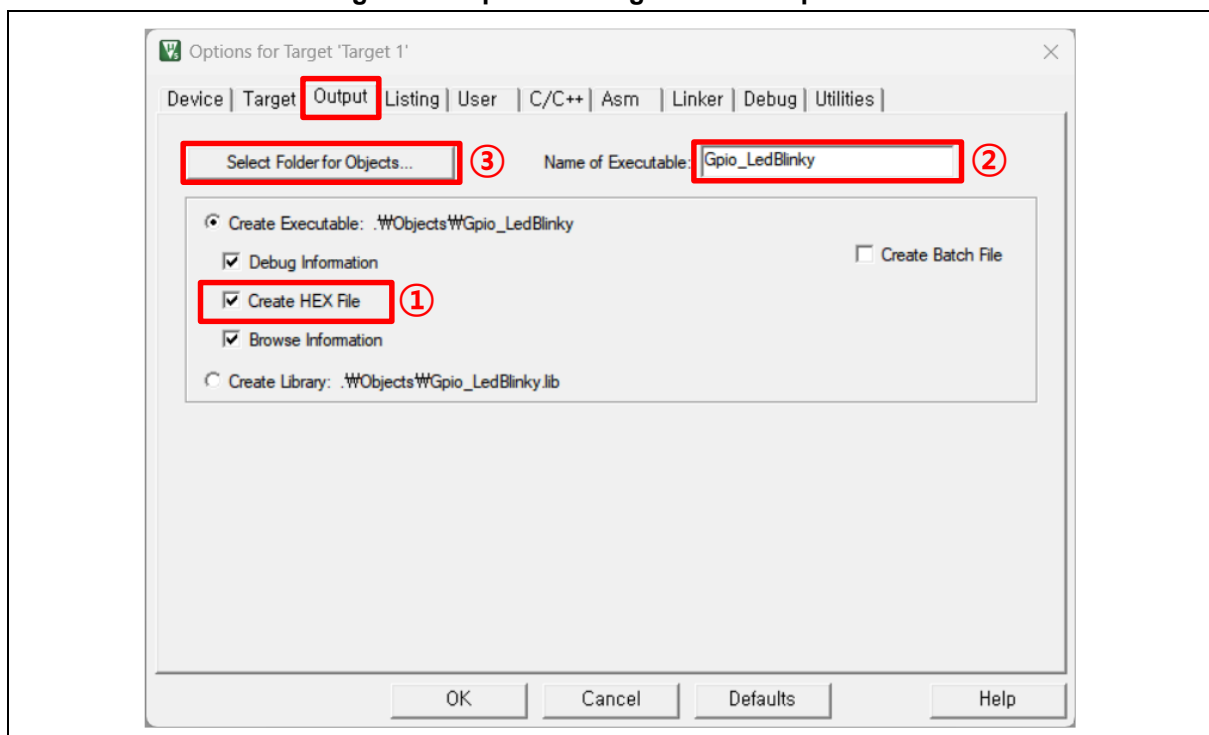 Options for Target 'Target 1'
Device Target Output Listing User C/C++ Asm Linker Debug Utilities
Select Folder for Objects... ③ Name of Executable: Gpio_LedBlinky ②
Create Executable: .₩Objects₩Gpio_LedBlinky
Debug Information Create Batch File
Create HEX File ①
Browse Information
Create Library: .₩Objects₩Gpio_LedBlinky.lib
OK Cancel Defaults Help